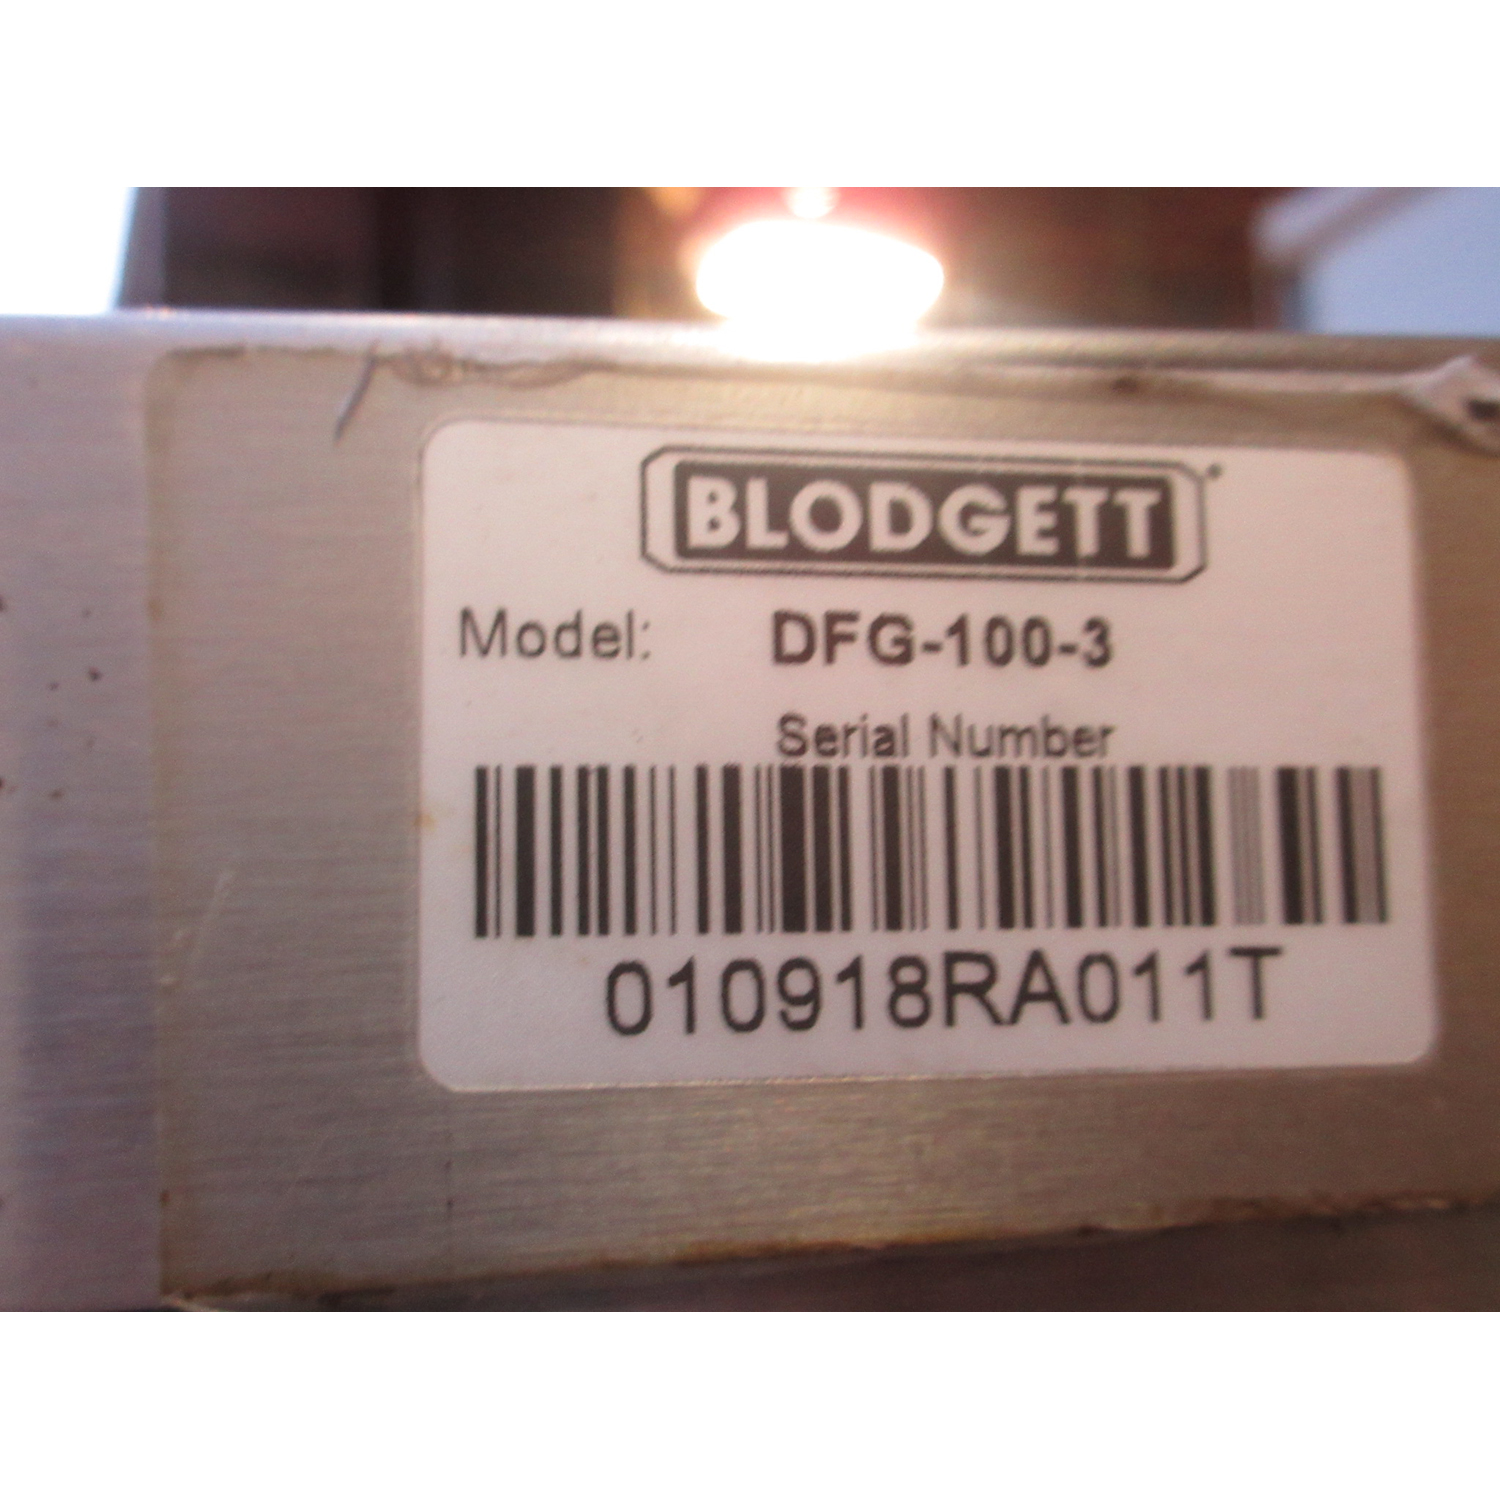 BLODGETT
Model: DFG-100-3
Serial Number
010918RA011T